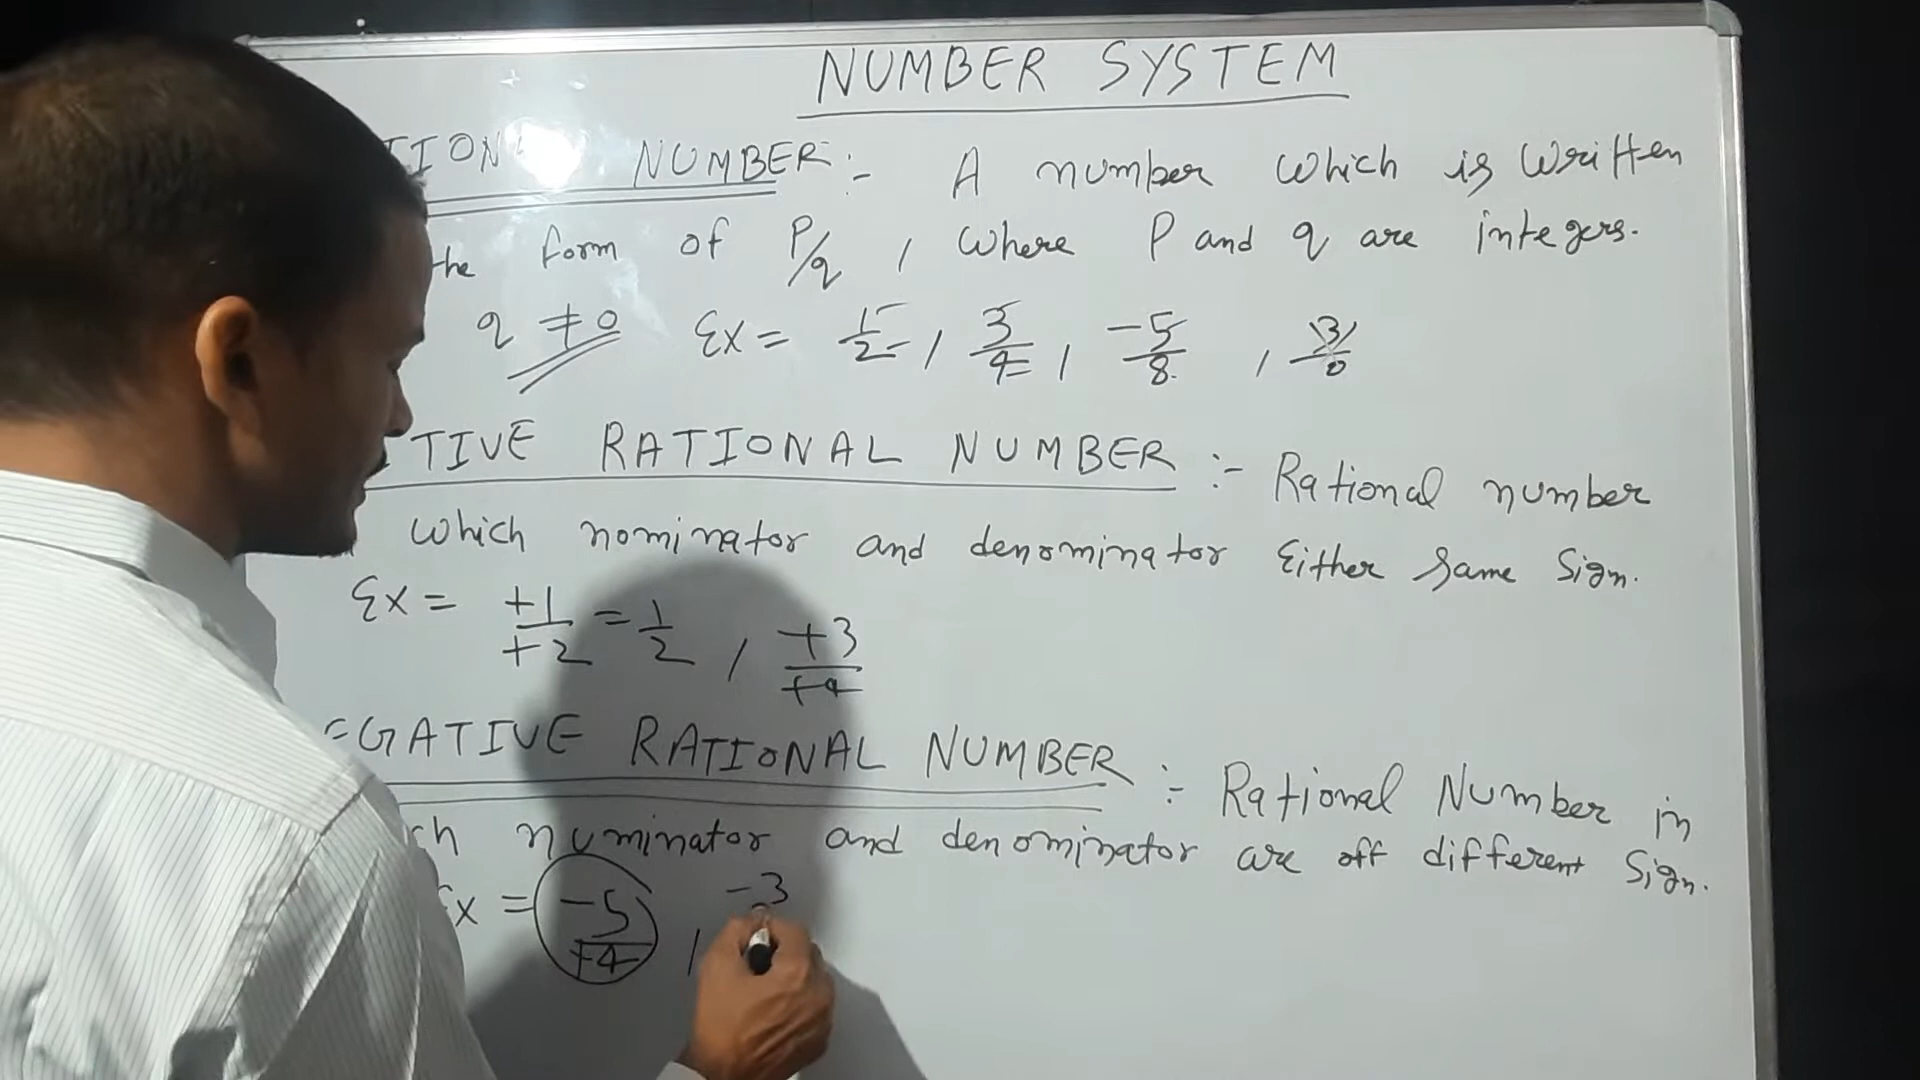 NUMBER SYSTEM
TIONA NUMBER :- A number which is written
the form of P/q , where P and q are integers.
q ≠ 0 Ex = 1/2 , 3/4 , -5/8 , 3/0
TIVE RATIONAL NUMBER :- Rational number
which nominator and denominator Either same sign.
Ex = +1/+2 = 1/2 , +3/+4
EGATIVE RATIONAL NUMBER :- Rational Number in
ch numinator and denominator are off different sign.
Ex = -5/+4 , -3